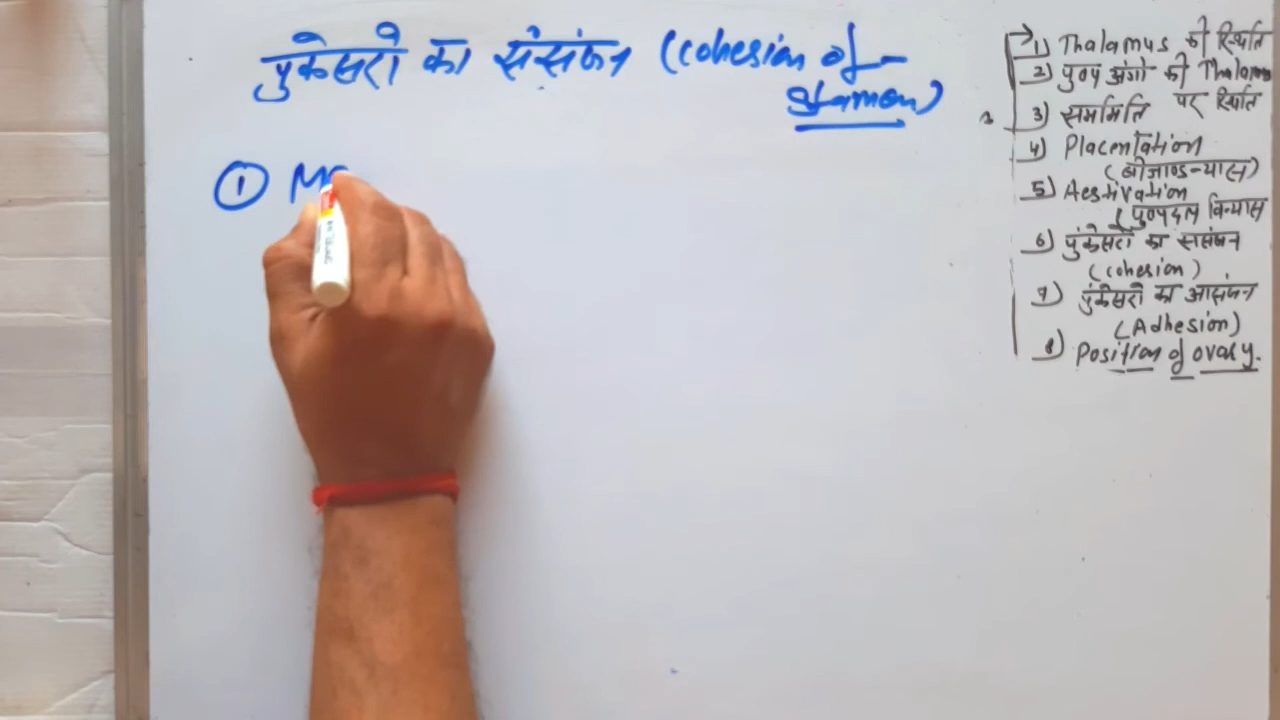 पुंकेसरो का संसंजन (cohesion of-
stamen)
① M
1) Thalamus की स्थिति
2) पुष्प अंगो की Thalamus
पर स्थिति
3) सममिति
4) Placentation
(बीजाण्डन्यास)
5) Aestivation
(पुष्पदल विन्यास
6) पुंकेसरो का ससंजन
(cohesion)
7) पुंकेसरो का आसंजन
(Adhesion)
8) Position of ovary.